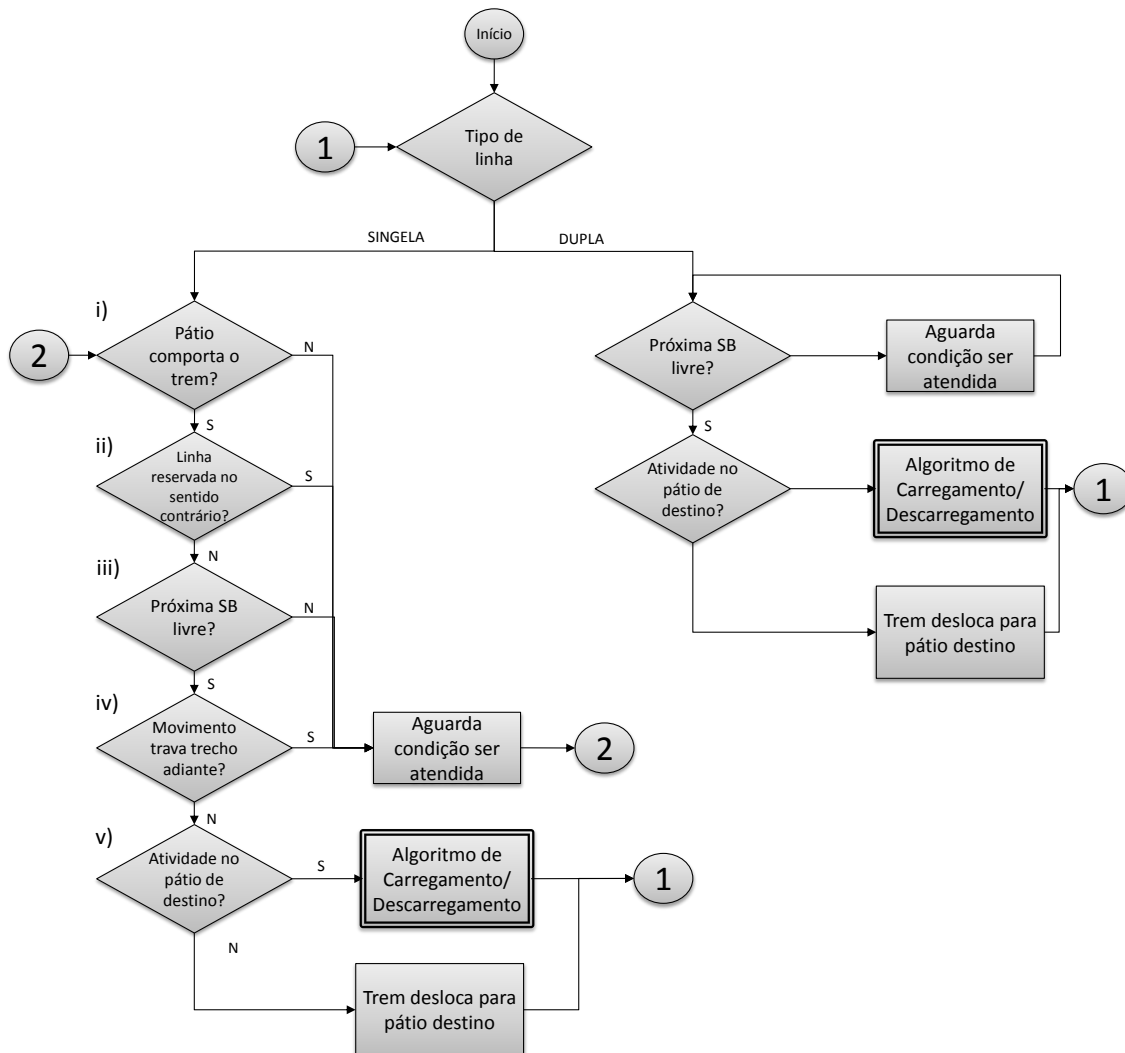 Início
1
Tipo de
linha
SINGELA
DUPLA
i)
2
Pátio
comporta o
trem?
N
S
ii)
Linha
reservada no
sentido
contrário?
S
N
iii)
Próxima SB
livre?
N
S
iv)
Movimento
trava trecho
adiante?
S
Aguarda
condição ser
atendida
2
N
v)
Atividade no
pátio de
destino?
S
Algoritmo de
Carregamento/
Descarregamento
1
N
Trem desloca para
pátio destino
Próxima SB
livre?
Aguarda
condição ser
atendida
S
Atividade no
pátio de
destino?
Algoritmo de
Carregamento/
Descarregamento
1
Trem desloca para
pátio destino